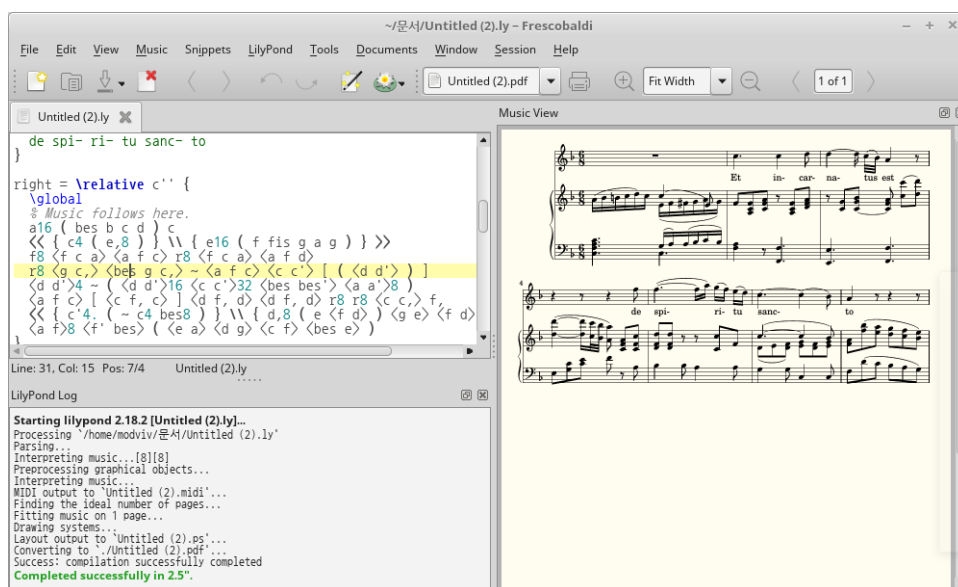 ~/문서/Untitled (2).ly – Frescobaldi
File Edit View Music Snippets LilyPond Tools Documents Window Session Help
Untitled (2).pdf Fit Width 1 of 1
Untitled (2).ly
Music View
de spi- ri- tu sanc- to
}
right = \relative c'' {
\global
% Music follows here.
a16 ( bes b c d ) c
<< { c4 ( e,8 ) } \\ { e16 ( f fis g a g ) } >>
f8 <f c a> <a f c> r8 <f c a> <a f d>
r8 <g c,> <bes g c,> ~ <a f c> <c c'> [ ( <d d'> ) ]
<d d'>4 ~ ( <d d'>16 <c c'>32 <bes bes'> <a a'>8 )
<a f c> [ <c f, c> ] <d f, d> <d f, d> r8 r8 <c c,> f,
<< { c'4. ( ~ c4 bes8 ) } \\ { d,8 ( e <f d> ) <g e> <f d>
<a f>8 <f' bes> ( <e a> <d g> <c f> <bes e> )
}
Line: 31, Col: 15 Pos: 7/4 Untitled (2).ly
LilyPond Log
Starting lilypond 2.18.2 [Untitled (2).ly]...
Processing `/home/modviv/문서/Untitled (2).ly'
Parsing...
Interpreting music...[8][8]
Preprocessing graphical objects...
Interpreting music...
MIDI output to `Untitled (2).midi'...
Finding the ideal number of pages...
Fitting music on 1 page...
Drawing systems...
Layout output to `Untitled (2).ps'...
Converting to `./Untitled (2).pdf'...
Success: compilation successfully completed
Completed successfully in 2.5".
Et in- car- na- tus est
4
de spi- ri- tu sanc- to